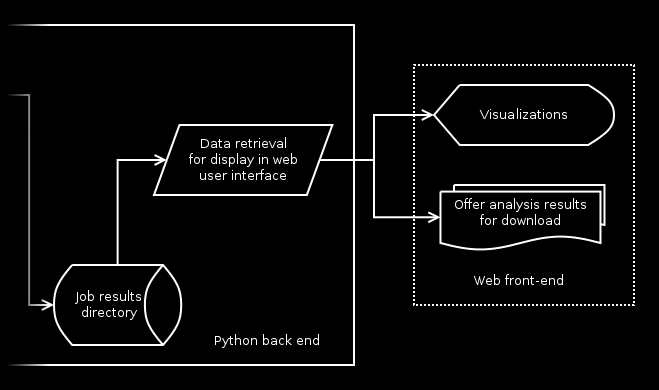 Visualizations
Data retrieval
for display in web
user interface
Offer analysis results
for download
Web front-end
Job results
directory
Python back end